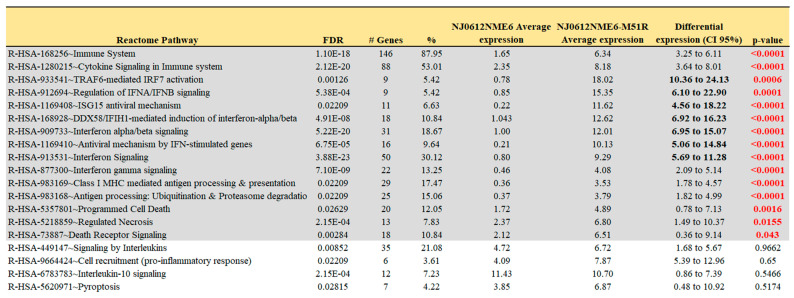 Reactome Pathway FDR # Genes % NJ0612NME6 Average expression NJ0612NME6-M51R Average expression Differential expression (CI 95%) p-value
R-HSA-168256~Immune System 1.10E-18 146 87.95 1.65 6.34 3.25 to 6.11 <0.0001
R-HSA-1280215~Cytokine Signaling in Immune system 2.12E-20 88 53.01 2.35 8.18 3.64 to 8.01 <0.0001
R-HSA-933541~TRAF6-mediated IRF7 activation 0.00126 9 5.42 0.78 18.02 10.36 to 24.13 0.0006
R-HSA-912694~Regulation of IFNA/IFNB signaling 5.38E-04 9 5.42 0.85 15.35 6.10 to 22.90 0.0001
R-HSA-1169408~ISG15 antiviral mechanism 0.02209 11 6.63 0.22 11.62 4.56 to 18.22 <0.0001
R-HSA-168928~DDX58/IFIH1-mediated induction of interferon-alpha/beta 4.91E-08 18 10.84 1.043 12.62 6.92 to 16.23 <0.0001
R-HSA-909733~Interferon alpha/beta signaling 5.22E-20 31 18.67 1.00 12.01 6.95 to 15.07 <0.0001
R-HSA-1169410~Antiviral mechanism by IFN-stimulated genes 6.75E-05 16 9.64 0.21 10.13 5.06 to 14.84 <0.0001
R-HSA-913531~Interferon Signaling 3.88E-23 50 30.12 0.80 9.29 5.69 to 11.28 <0.0001
R-HSA-877300~Interferon gamma signaling 7.10E-09 22 13.25 0.46 4.08 2.09 to 5.14 <0.0001
R-HSA-983169~Class I MHC mediated antigen processing & presentation 0.02209 29 17.47 0.36 3.53 1.78 to 4.57 <0.0001
R-HSA-983168~Antigen processing: Ubiquitination & Proteasome degradatio 0.02209 25 15.06 0.37 3.79 1.82 to 4.99 <0.0001
R-HSA-5357801~Programmed Cell Death 0.02629 20 12.05 1.72 4.89 0.78 to 7.13 0.0016
R-HSA-5218859~Regulated Necrosis 2.15E-04 13 7.83 2.37 6.80 1.49 to 10.37 0.0155
R-HSA-73887~Death Receptor Signaling 0.00284 18 10.84 2.12 6.51 0.36 to 9.14 0.043
R-HSA-449147~Signaling by Interleukins 0.00852 35 21.08 4.72 6.72 1.68 to 5.67 0.9662
R-HSA-9664424~Cell recruitment (pro-inflammatory response) 0.02209 6 3.61 4.09 7.87 5.39 to 12.96 0.65
R-HSA-6783783~Interleukin-10 signaling 2.15E-04 12 7.23 11.43 10.70 0.86 to 7.39 0.5466
R-HSA-5620971~Pyroptosis 0.02815 7 4.22 3.85 6.87 0.48 to 10.92 0.5174